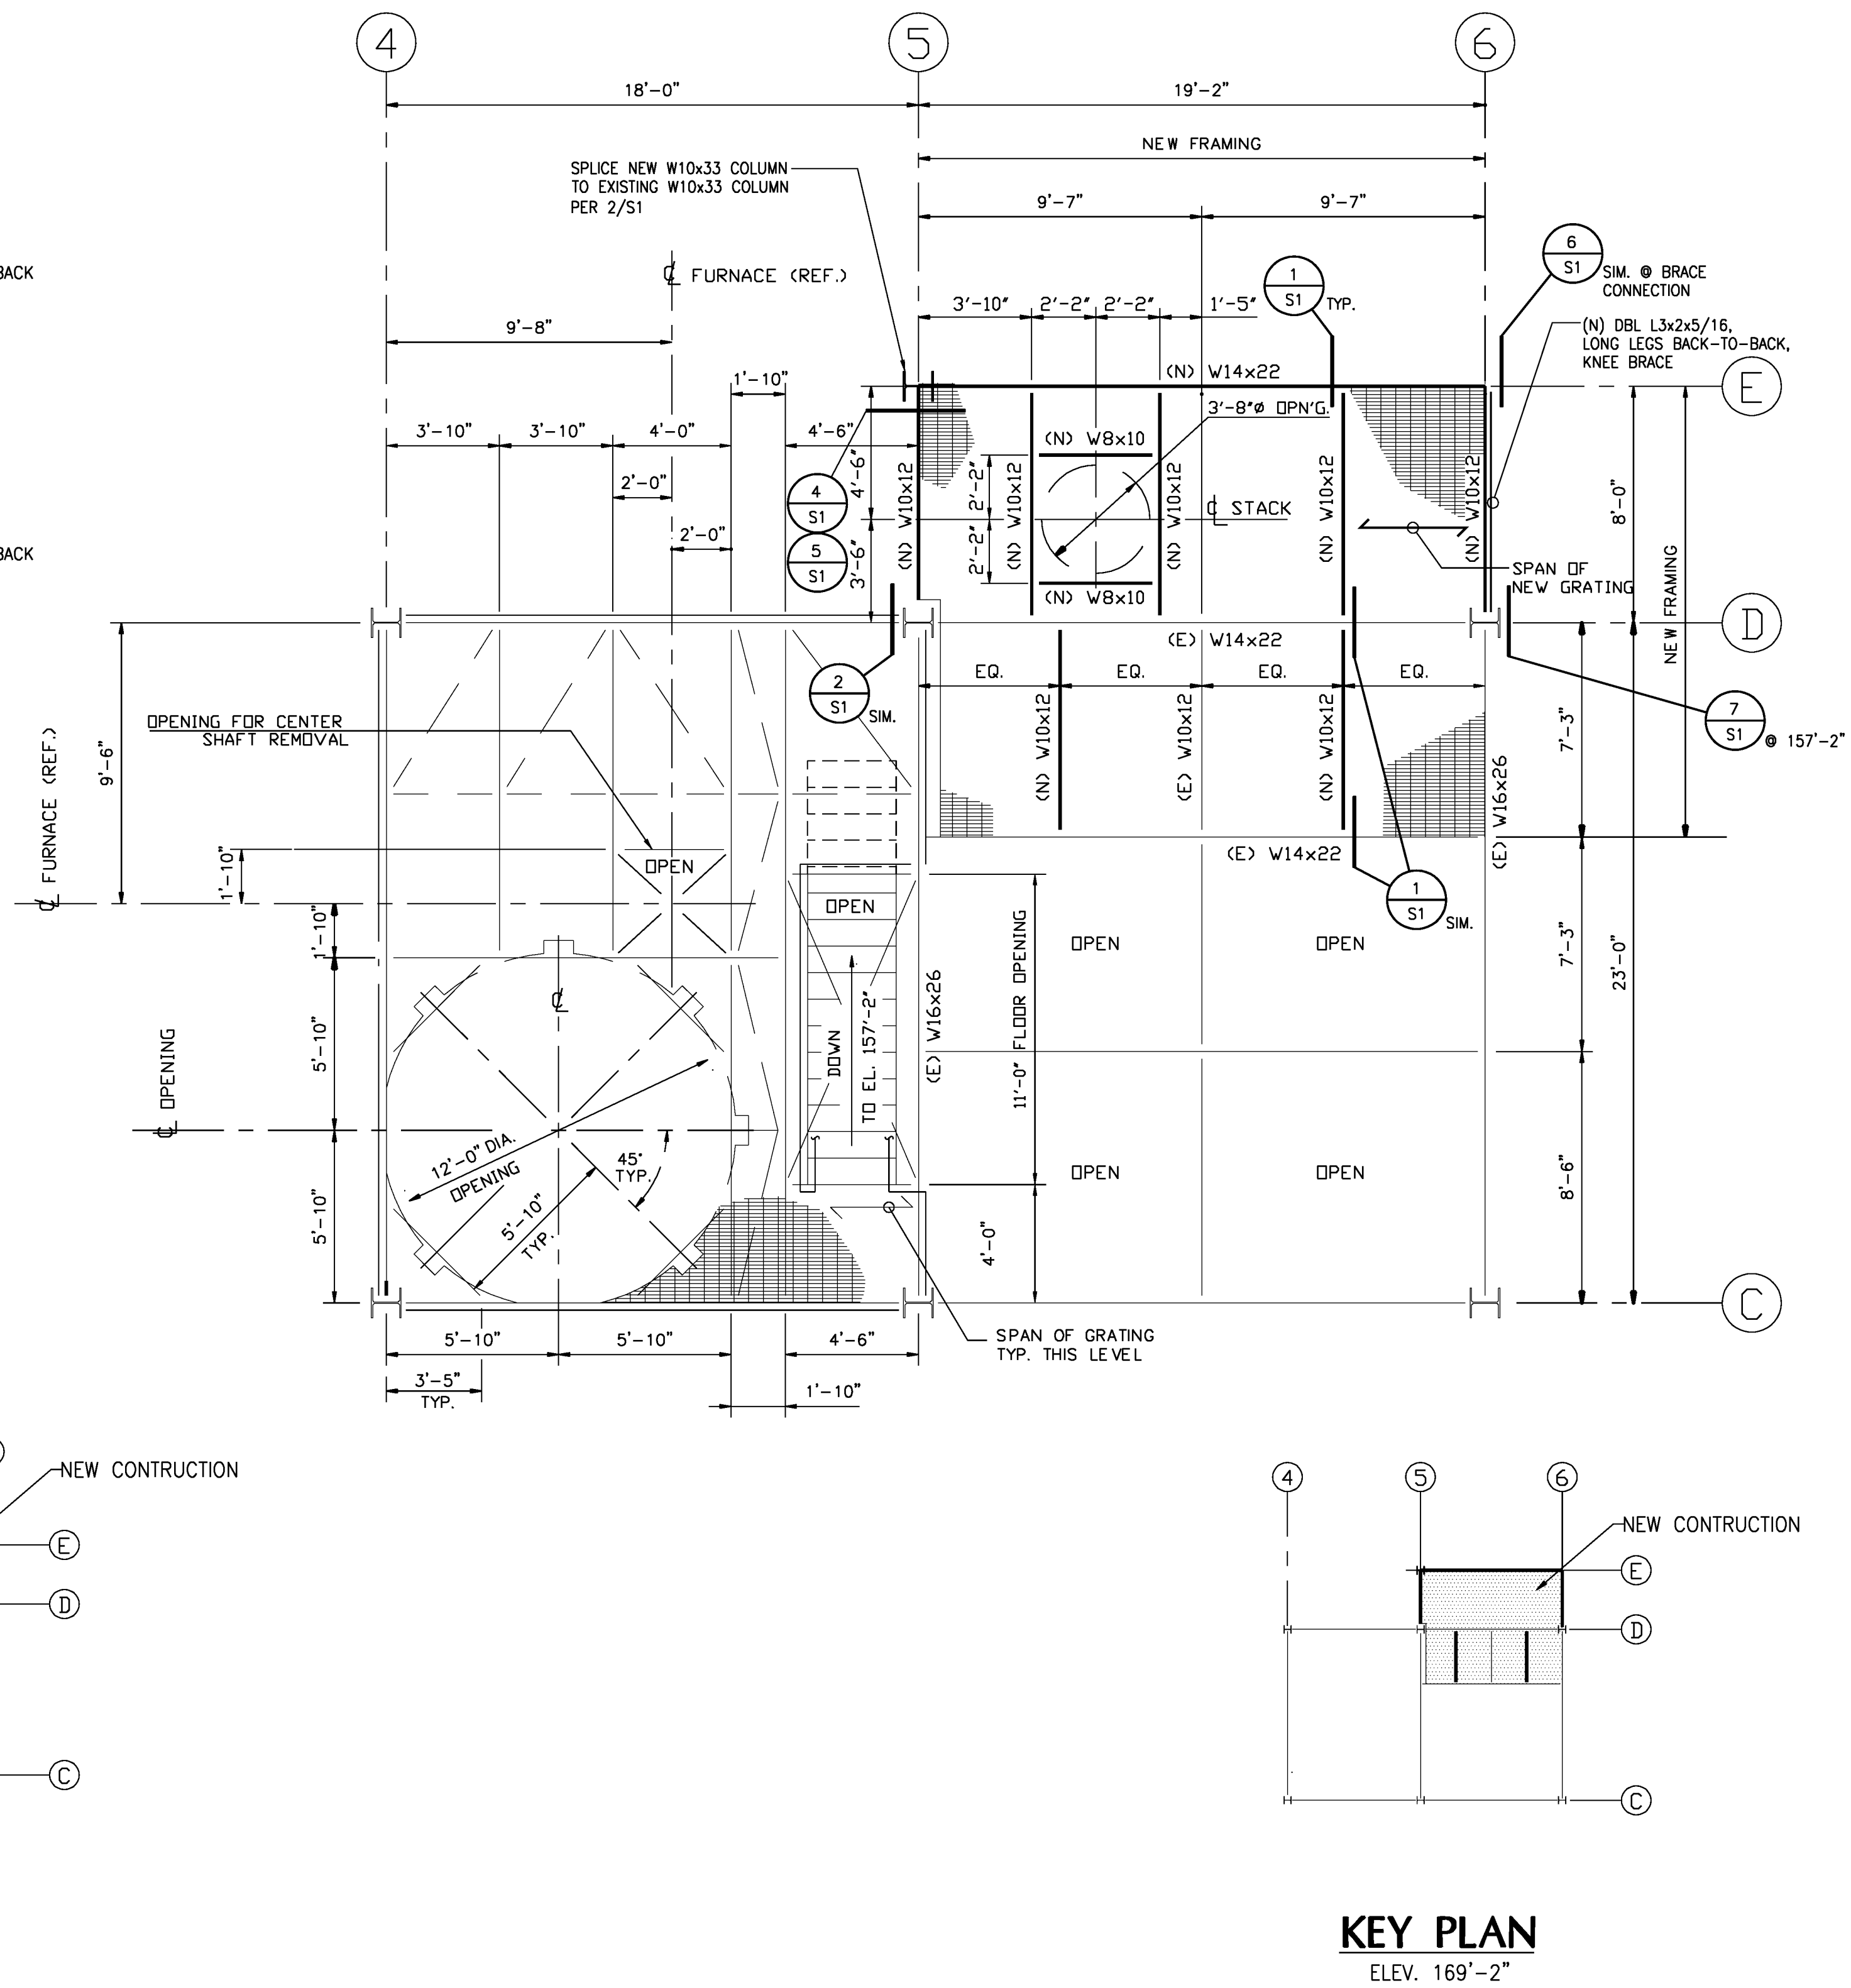 4
5
6
18'-0"
19'-2"
NEW FRAMING
SPLICE NEW W10x33 COLUMN
TO EXISTING W10x33 COLUMN
PER 2/S1
9'-7"
9'-7"
6
S1
SIM. @ BRACE
CONNECTION
BACK
℄ FURNACE (REF.)
1
S1
TYP.
3'-10"
2'-2"
2'-2"
1'-5"
9'-8"
(N) DBL L3x2x5/16,
LONG LEGS BACK-TO-BACK,
KNEE BRACE
1'-10"
(N) W14x22
E
3'-8"Ø OPN'G.
3'-10"
3'-10"
4'-0"
4'-6"
(N) W8x10
2'-0"
4
S1
4'-6"
(N) W10x12
(N) W10x12
2'-2"
(N) W10x12
℄ STACK
(N) W10x12
(N) W10x12
8'-0"
2'-0"
BACK
5
S1
3'-6"
2'-2"
SPAN OF
NEW GRATING
(N) W8x10
D
(E) W14x22
NEW FRAMING
EQ.
EQ.
EQ.
EQ.
2
S1
SIM.
7
S1
@ 157'-2"
OPENING FOR CENTER
SHAFT REMOVAL
9'-6"
℄ FURNACE (REF.)
(N) W10x12
(E) W10x12
(N) W10x12
7'-3"
(E) W16x26
(E) W14x22
OPEN
1'-10"
1
S1
SIM.
OPEN
1'-10"
OPEN
OPEN
7'-3"
23'-0"
℄
11'-0" FLOOR OPENING
(E) W16x26
DOWN
TO EL. 157'-2"
5'-10"
℄ OPENING
12'-0" DIA.
OPENING
45°
TYP.
5'-10"
TYP.
5'-10"
OPEN
OPEN
8'-6"
4'-0"
C
SPAN OF GRATING
TYP. THIS LEVEL
5'-10"
5'-10"
4'-6"
3'-5"
TYP.
1'-10"
NEW CONTRUCTION
E
D
C
4
5
6
NEW CONTRUCTION
E
D
C
KEY PLAN
ELEV. 169'-2"